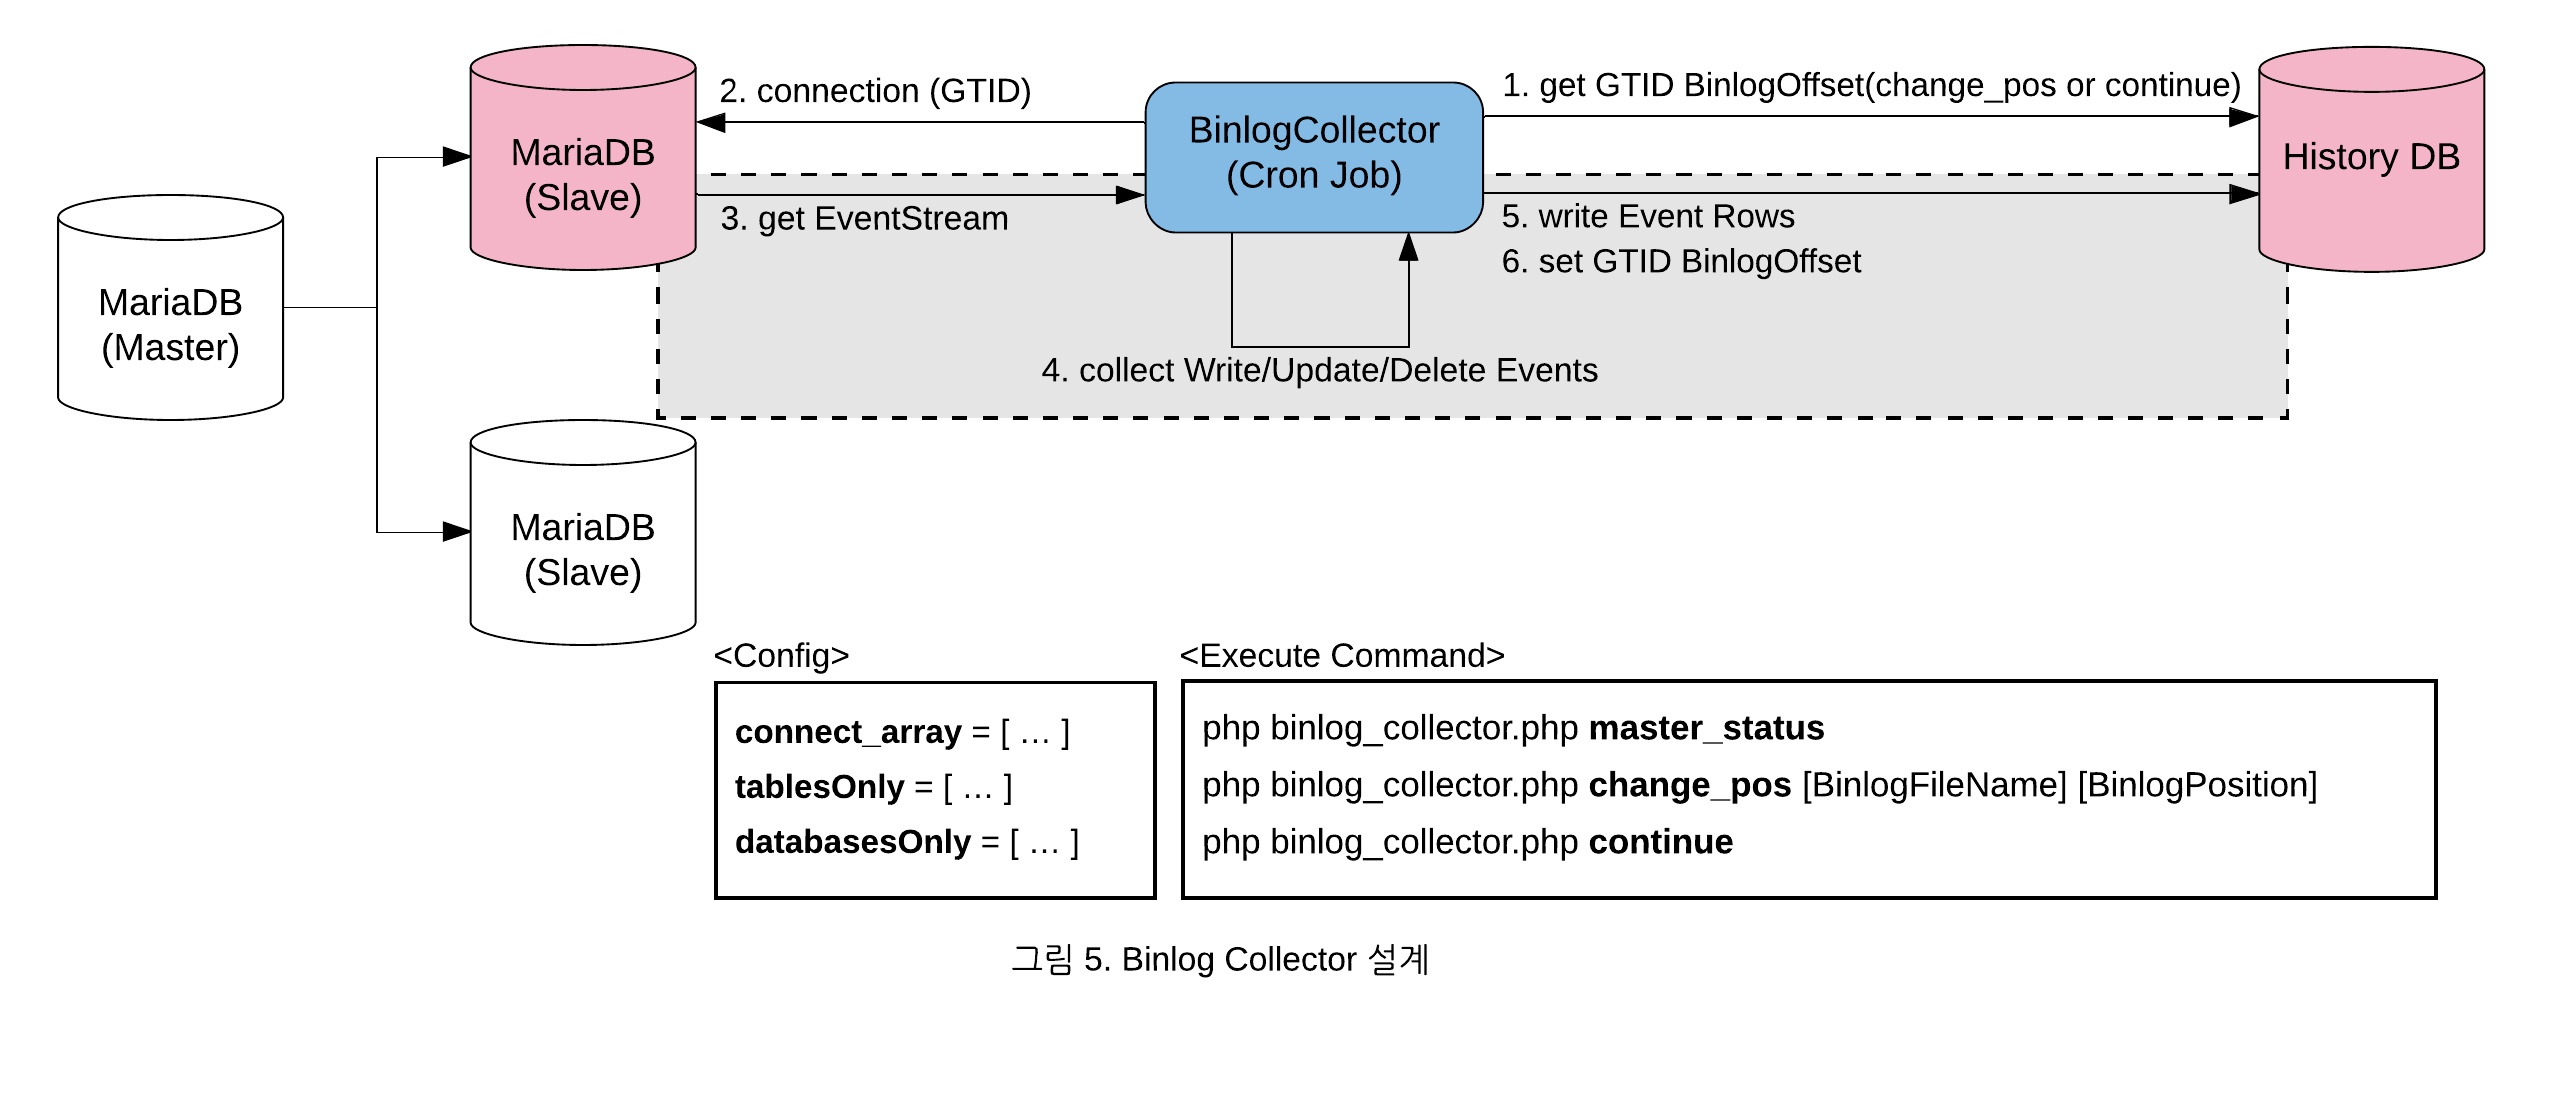 2. connection (GTID)
1. get GTID BinlogOffset(change_pos or continue)
BinlogCollector
(Cron Job)
MariaDB
(Slave)
History DB
3. get EventStream
5. write Event Rows
6. set GTID BinlogOffset
MariaDB
(Master)
4. collect Write/Update/Delete Events
MariaDB
(Slave)
<Config>
connect_array = [ … ]
tablesOnly = [ … ]
databasesOnly = [ … ]
<Execute Command>
php binlog_collector.php master_status
php binlog_collector.php change_pos [BinlogFileName] [BinlogPosition]
php binlog_collector.php continue
그림 5. Binlog Collector 설계